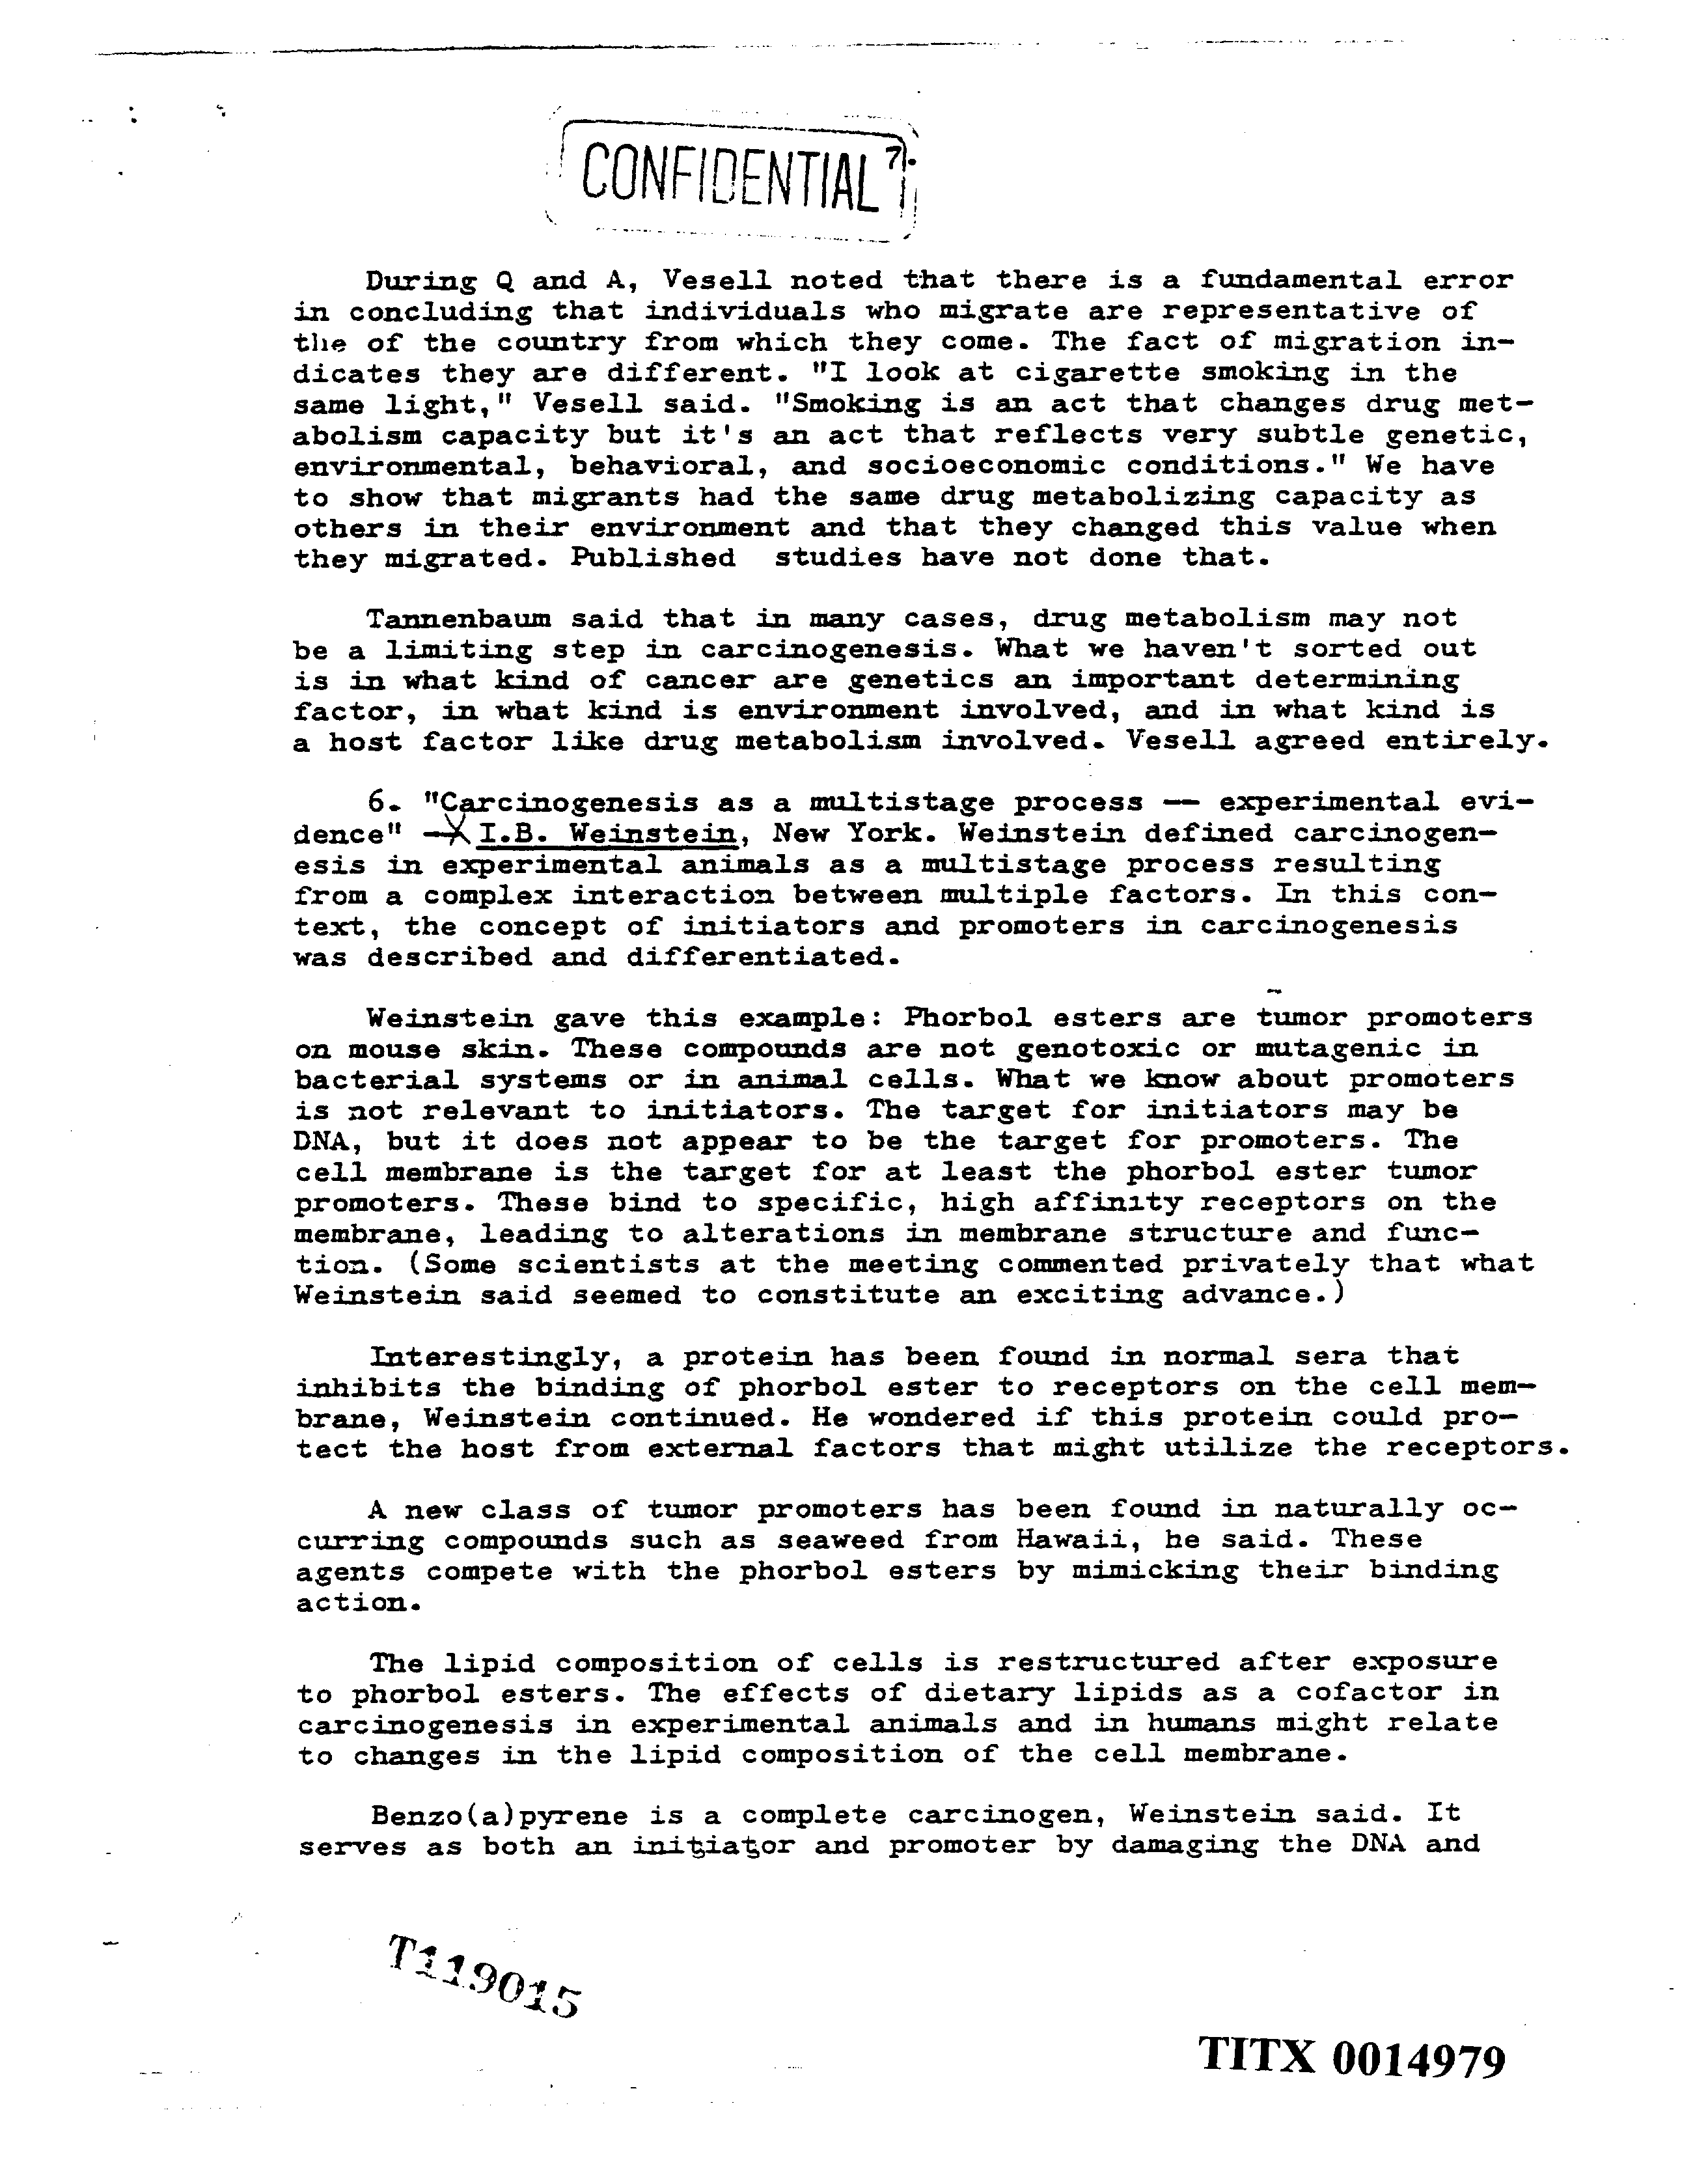 CONFIDENTIAL
7.
During Q and A, Vesell noted that there is a fundamental error
in concluding that individuals who migrate are representative of
the of the country from which they come. The fact of migration in-
dicates they are different. "I look at cigarette smoking in the
same light," Vesell said. "Smoking is an act that changes drug met-
abolism capacity but it's an act that reflects very subtle genetic,
environmental, behavioral, and socioeconomic conditions." We have
to show that migrants had the same drug metabolizing capacity as
others in their environment and that they changed this value when
they migrated. Published studies have not done that.
Tannenbaum said that in many cases, drug metabolism may not
be a limiting step in carcinogenesis. What we haven't sorted out
is in what kind of cancer are genetics an important determining
factor, in what kind is environment involved, and in what kind is
a host factor like drug metabolism involved. Vesell agreed entirely.
6. "Carcinogenesis as a multistage process -- experimental evi-
dence" - I.B. Weinstein, New York. Weinstein defined carcinogen-
esis in experimental animals as a multistage process resulting
from a complex interaction between multiple factors. In this con-
text, the concept of initiators and promoters in carcinogenesis
was described and differentiated.
Weinstein gave this example: Phorbol esters are tumor promoters
on mouse skin. These compounds are not genotoxic or mutagenic in
bacterial systems or in animal cells. What we know about promoters
is not relevant to initiators. The target for initiators may be
DNA, but it does not appear to be the target for promoters. The
cell membrane is the target for at least the phorbol ester tumor
promoters. These bind to specific, high affinity receptors on the
membrane, leading to alterations in membrane structure and func-
tion. (Some scientists at the meeting commented privately that what
Weinstein said seemed to constitute an exciting advance.)
Interestingly, a protein has been found in normal sera that
inhibits the binding of phorbol ester to receptors on the cell mem-
brane, Weinstein continued. He wondered if this protein could pro-
tect the host from external factors that might utilize the receptors.
A new class of tumor promoters has been found in naturally oc-
curring compounds such as seaweed from Hawaii, he said. These
agents compete with the phorbol esters by mimicking their binding
action.
The lipid composition of cells is restructured after exposure
to phorbol esters. The effects of dietary lipids as a cofactor in
carcinogenesis in experimental animals and in humans might relate
to changes in the lipid composition of the cell membrane.
Benzo(a)pyrene is a complete carcinogen, Weinstein said. It
serves as both an initiator and promoter by damaging the DNA and
T119015
TITX 0014979